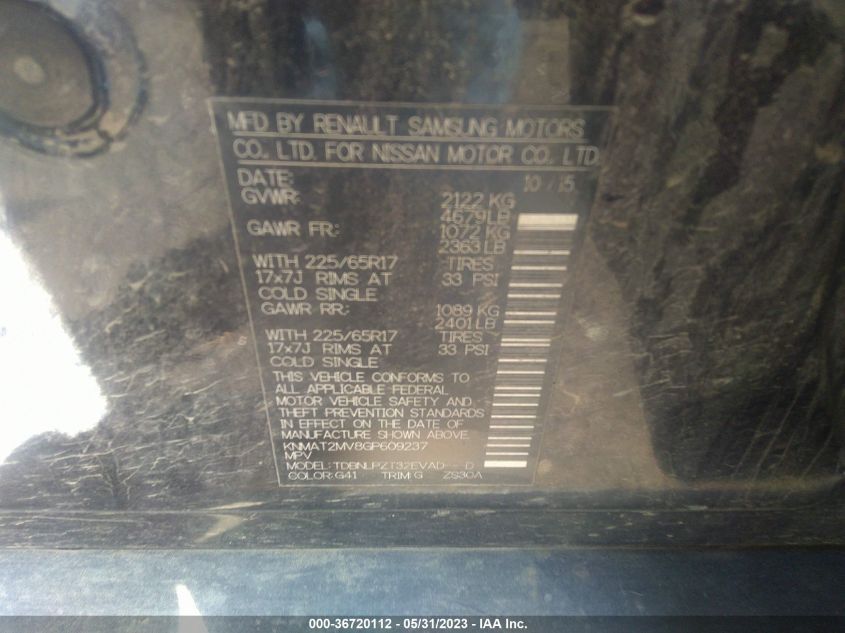 MFD BY RENAULT SAMSUNG MOTORS
CO., LTD. FOR NISSAN MOTOR CO., LTD.
DATE: 10 / 15
GVWR: 2122 KG
4679 LB
GAWR FR: 1072 KG
2363 LB
WITH 225/65R17 TIRES
17x7J RIMS AT 33 PSI
COLD SINGLE
GAWR RR: 1089 KG
2401 LB
WITH 225/65R17 TIRES
17x7J RIMS AT 33 PSI
COLD SINGLE
THIS VEHICLE CONFORMS TO
ALL APPLICABLE FEDERAL
MOTOR VEHICLE SAFETY AND
THEFT PREVENTION STANDARDS
IN EFFECT ON THE DATE OF
MANUFACTURE SHOWN ABOVE.
KNMAT2MV8GP609237
MPV
MODEL: TDBNLPZT32EVAD - D
COLOR: G41 TRIM: G ZS30A
000-36720112 - 05/31/2023 - IAA Inc.